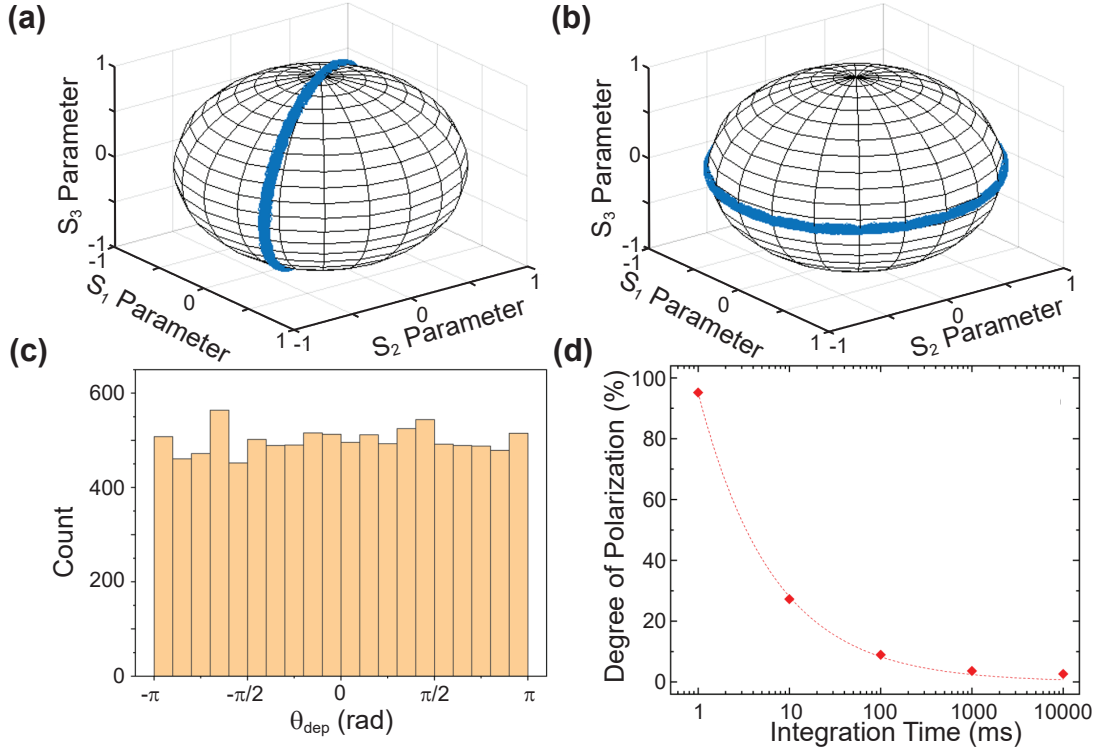 (a)
S₃ Parameter
1
0
-1
-1
S₁ Parameter
0
1
-1
0
S₂ Parameter
1
(b)
S₃ Parameter
1
0
-1
-1
S₁ Parameter
0
1
-1
0
S₂ Parameter
1
(c)
Count
600
400
200
0
-π -π/2 0 π/2 π
θdep (rad)
(d)
Degree of Polarization (%)
100
80
60
40
20
0
1 10 100 1000 10000
Integration Time (ms)